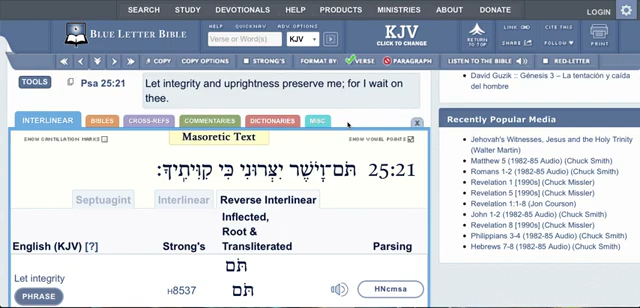 SEARCH STUDY DEVOTIONALS HELP PRODUCTS MINISTRIES ABOUT DONATE LOGIN
BLUE LETTER BIBLE
HELP QUICKNAV ADV. OPTIONS
Verse or Word(s) KJV
KJV
CLICK TO CHANGE
RETURN TO TOP
LINK CITE THIS
SHARE FOLLOW
PRINT
COPY COPY OPTIONS STRONG'S FORMAT BY: VERSE PARAGRAPH LISTEN TO THE BIBLE RED-LETTER
TOOLS Psa 25:21 Let integrity and uprightness preserve me; for I wait on
thee.
INTERLINEAR BIBLES CROSS-REFS COMMENTARIES DICTIONARIES MISC X
SHOW CANTILLATION MARKS Masoretic Text SHOW VOWEL POINTS
25:21 תֹּם־וָיֹשֶׁר יִצְּרוּנִי כִּי קִוִּיתִֽיךָ׃
Septuagint Interlinear Reverse Interlinear
English (KJV) [?] Strong's Inflected,
Root &
Transliterated Parsing
תֹּם
Let integrity
PHRASE H8537 תֹּם HNcmsa
David Guzik :: Génesis 3 – La tentación y caída
del hombre
Recently Popular Media
Jehovah's Witnesses, Jesus and the Holy Trinity
(Walter Martin)
Matthew 5 (1982-85 Audio) (Chuck Smith)
Romans 1-2 (1982-85 Audio) (Chuck Smith)
Revelation 1 [1990s] (Chuck Missler)
Revelation 5 [1990s] (Chuck Missler)
Revelation 1:1-8 (Jon Courson)
John 1-2 (1982-85 Audio) (Chuck Smith)
Revelation 8 [1990s] (Chuck Missler)
Philippians 3-4 (1982-85 Audio) (Chuck Smith)
Hebrews 7-8 (1982-85 Audio) (Chuck Smith)